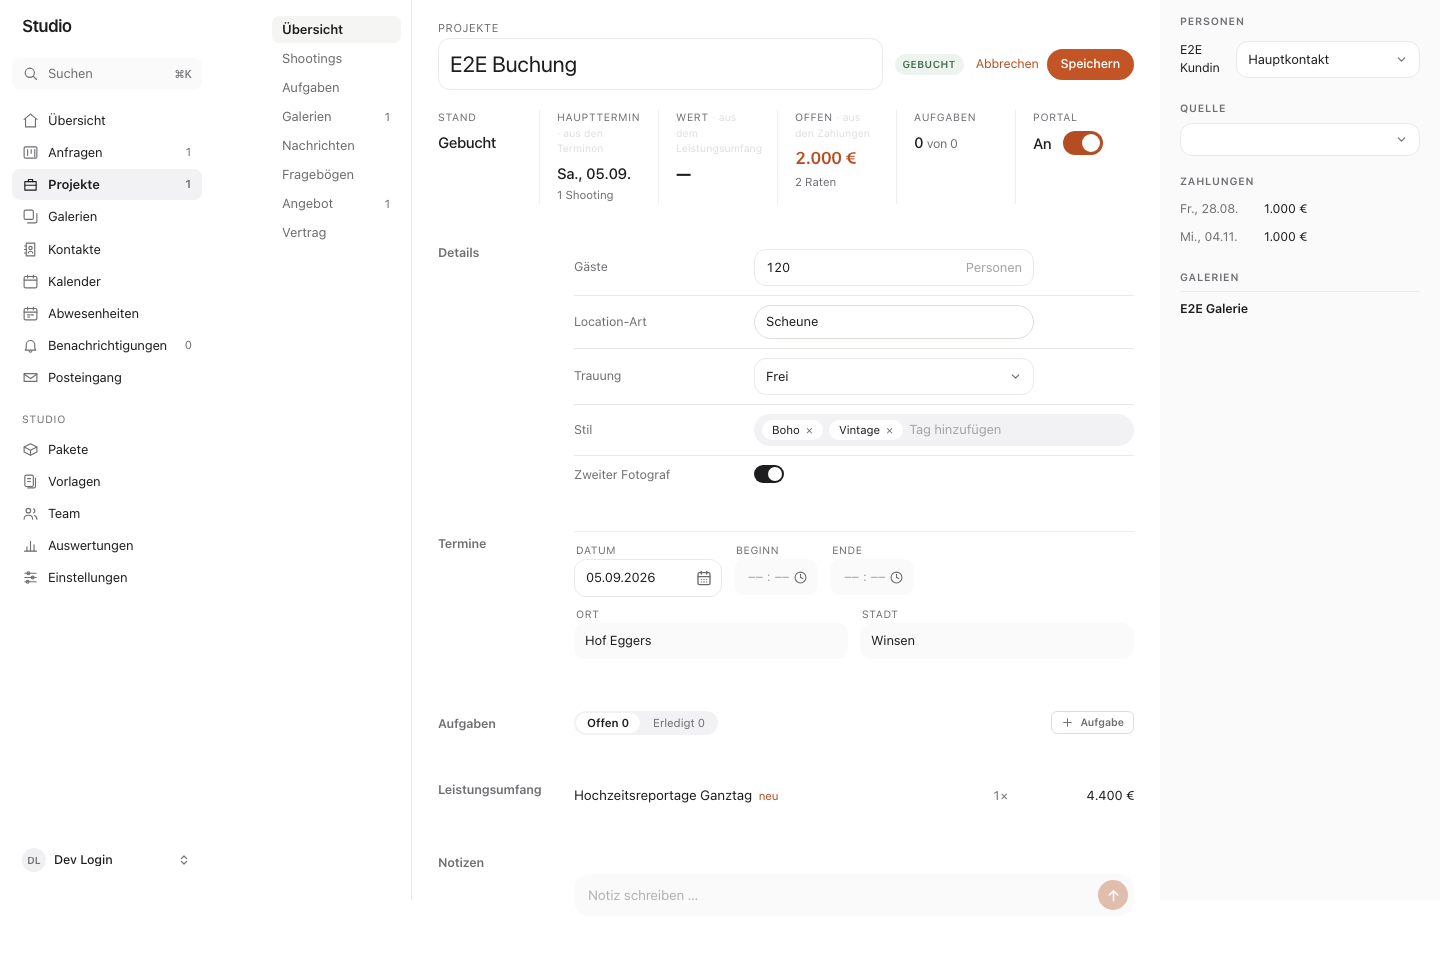 Studio
Suchen ⌘K
Übersicht
Anfragen 1
Projekte 1
Galerien
Kontakte
Kalender
Abwesenheiten
Benachrichtigungen 0
Posteingang
STUDIO
Pakete
Vorlagen
Team
Auswertungen
Einstellungen
DL Dev Login
Übersicht
Shootings
Aufgaben
Galerien 1
Nachrichten
Fragebögen
Angebot 1
Vertrag
PROJEKTE
E2E Buchung
GEBUCHT Abbrechen Speichern
STAND
Gebucht
HAUPTTERMIN
· aus den
Terminen
Sa., 05.09.
1 Shooting
WERT · aus
dem
Leistungsumfang
—
OFFEN · aus
den Zahlungen
2.000 €
2 Raten
AUFGABEN
0 von 0
PORTAL
An
Details
Gäste 120 Personen
Location-Art Scheune
Trauung Frei
Stil Boho × Vintage × Tag hinzufügen
Zweiter Fotograf
Termine
DATUM BEGINN ENDE
05.09.2026 –– : –– –– : ––
ORT STADT
Hof Eggers Winsen
Aufgaben Offen 0 Erledigt 0 + Aufgabe
Leistungsumfang Hochzeitsreportage Ganztag neu 1× 4.400 €
Notizen
Notiz schreiben ...
PERSONEN
E2E
Kundin
Hauptkontakt
QUELLE
ZAHLUNGEN
Fr., 28.08. 1.000 €
Mi., 04.11. 1.000 €
GALERIEN
E2E Galerie